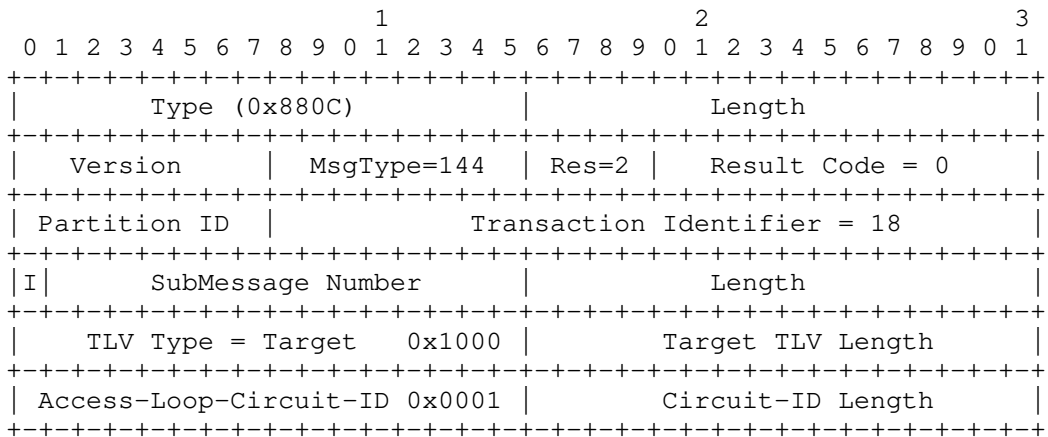 1                   2                   3
 0 1 2 3 4 5 6 7 8 9 0 1 2 3 4 5 6 7 8 9 0 1 2 3 4 5 6 7 8 9 0 1
+-+-+-+-+-+-+-+-+-+-+-+-+-+-+-+-+-+-+-+-+-+-+-+-+-+-+-+-+-+-+-+-+
|        Type (0x880C)          |           Length              |
+-+-+-+-+-+-+-+-+-+-+-+-+-+-+-+-+-+-+-+-+-+-+-+-+-+-+-+-+-+-+-+-+
|   Version     |  MsgType=144  | Res=2 |   Result Code = 0     |
+-+-+-+-+-+-+-+-+-+-+-+-+-+-+-+-+-+-+-+-+-+-+-+-+-+-+-+-+-+-+-+-+
| Partition ID  |            Transaction Identifier = 18        |
+-+-+-+-+-+-+-+-+-+-+-+-+-+-+-+-+-+-+-+-+-+-+-+-+-+-+-+-+-+-+-+-+
|I|      SubMessage Number      |           Length              |
+-+-+-+-+-+-+-+-+-+-+-+-+-+-+-+-+-+-+-+-+-+-+-+-+-+-+-+-+-+-+-+-+
|    TLV Type = Target   0x1000 |        Target TLV Length      |
+-+-+-+-+-+-+-+-+-+-+-+-+-+-+-+-+-+-+-+-+-+-+-+-+-+-+-+-+-+-+-+-+
| Access-Loop-Circuit-ID 0x0001 |        Circuit-ID Length      |
+-+-+-+-+-+-+-+-+-+-+-+-+-+-+-+-+-+-+-+-+-+-+-+-+-+-+-+-+-+-+-+-+